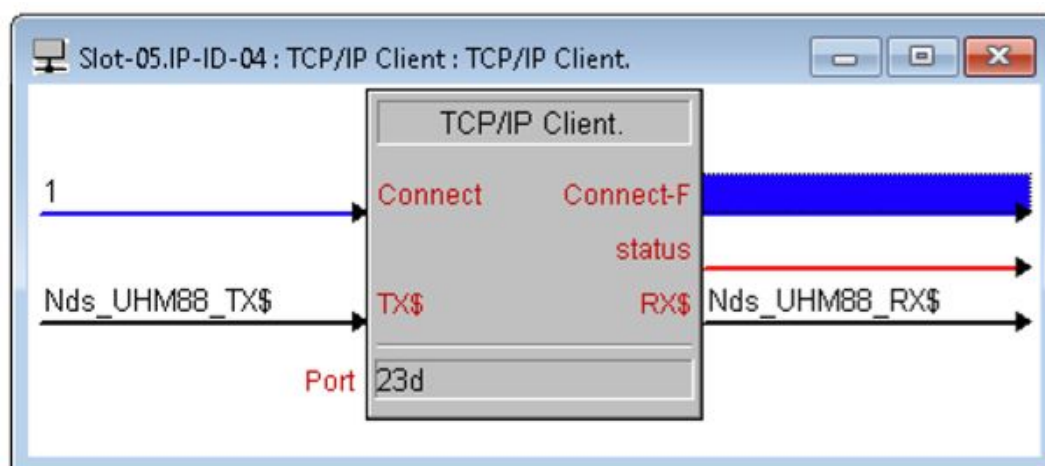 Slot-05.IP-ID-04 : TCP/IP Client : TCP/IP Client.
TCP/IP Client.
1
Connect
Connect-F
status
Nds_UHM88_TX$
TX$
RX$
Nds_UHM88_RX$
Port
23d